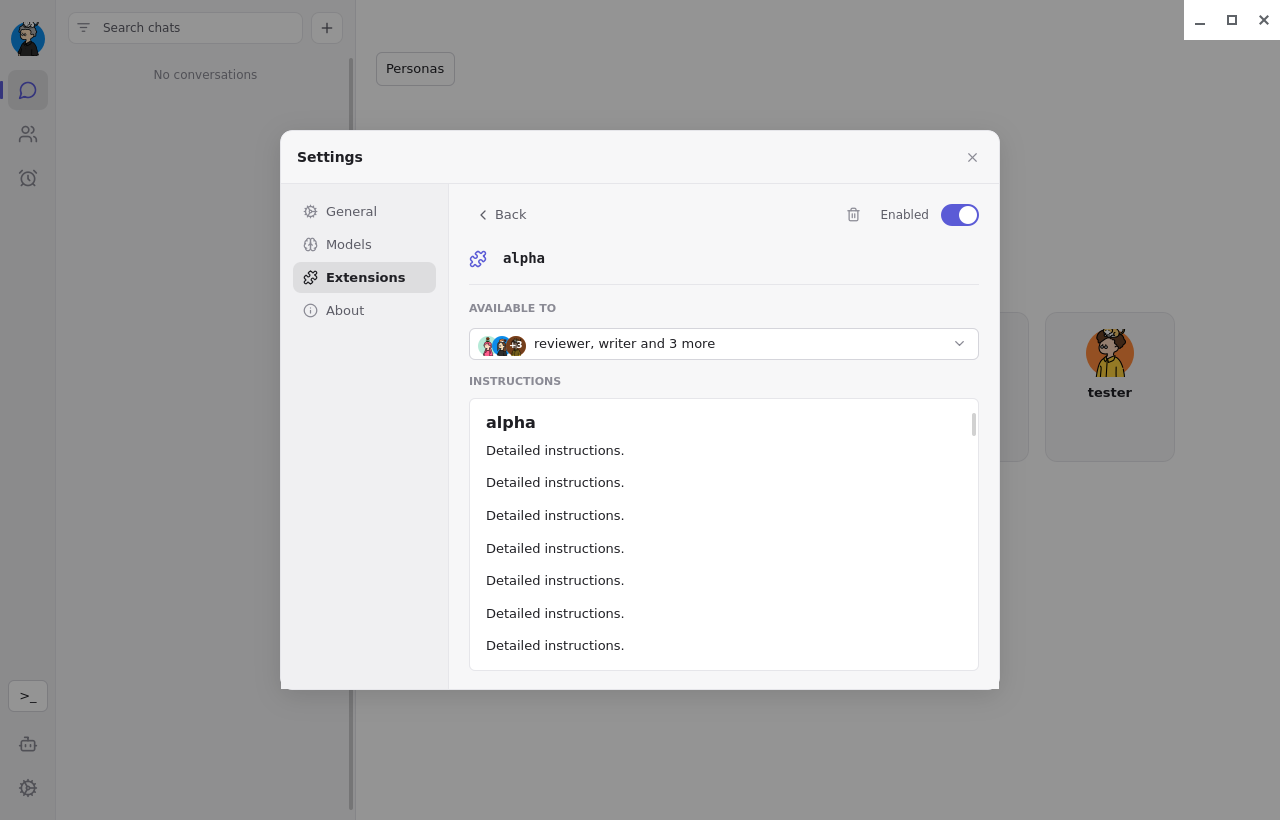 Search chats
No conversations
Personas
Settings
General
Models
Extensions
About
Back
Enabled
alpha
AVAILABLE TO
+3
reviewer, writer and 3 more
INSTRUCTIONS
alpha
Detailed instructions.
Detailed instructions.
Detailed instructions.
Detailed instructions.
Detailed instructions.
Detailed instructions.
Detailed instructions.
tester
>_